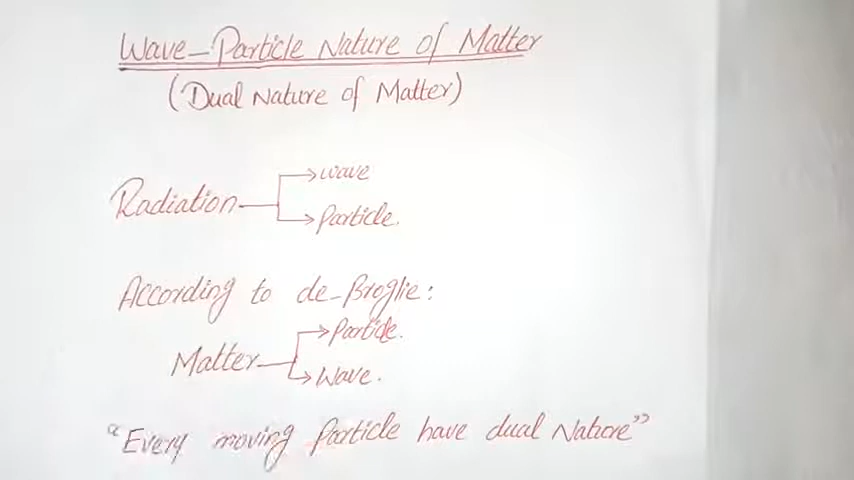 Wave-Particle Nature of Matter
(Dual Nature of Matter)
Radiation
wave
Particle.
According to de-Broglie:
Matter
Particle.
Wave.
"Every moving Particle have dual Nature"